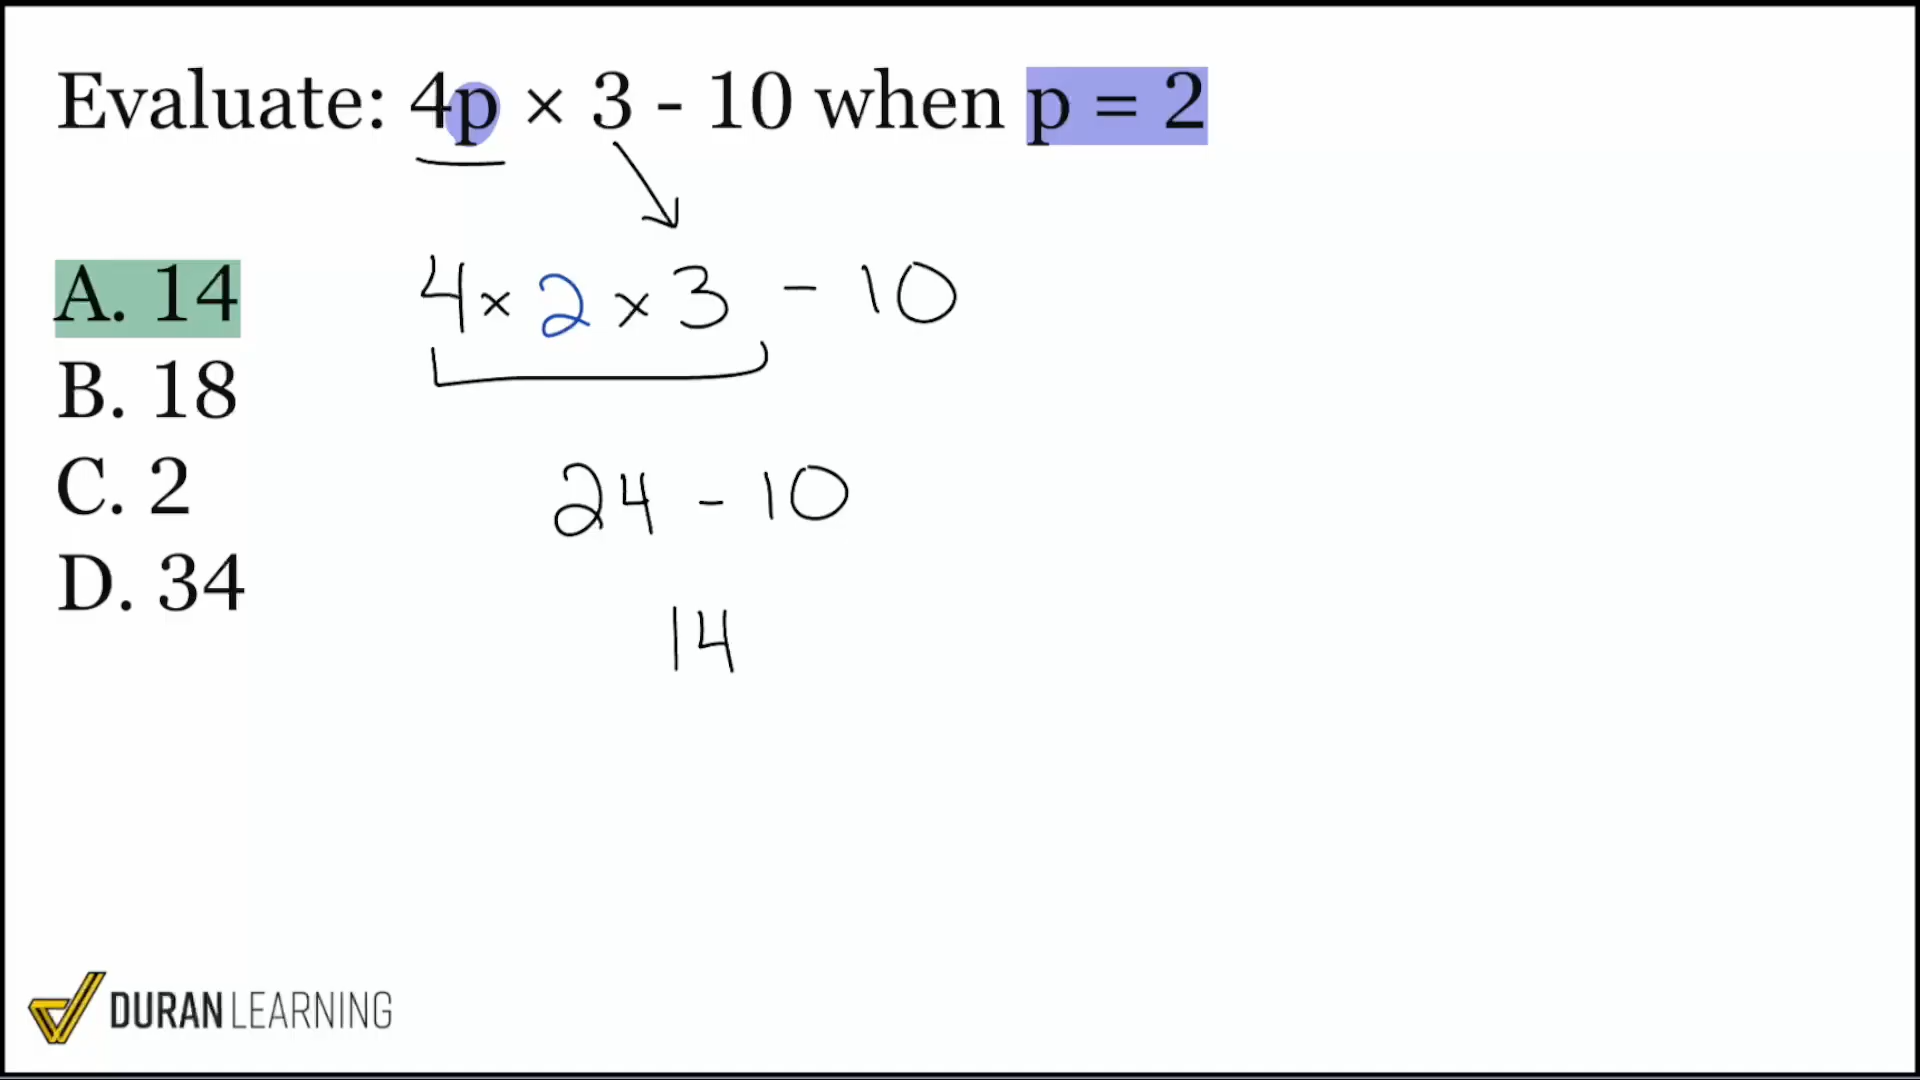 Evaluate: 4p × 3 - 10 when p = 2
A. 14
B. 18
C. 2
D. 34
4 × 2 × 3 - 10
24 - 10
14
DURAN LEARNING